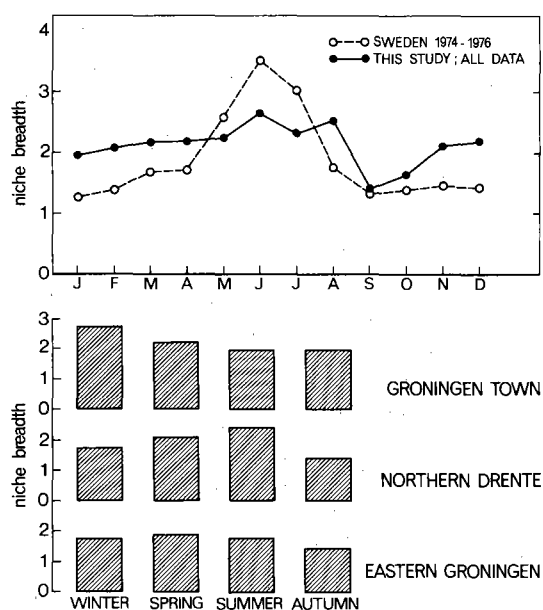 4
SWEDEN 1974-1976
THIS STUDY; ALL DATA
3
2
1
0
niche breadth
J F M A M J J A S O N D
3
2
1
0
GRONINGEN TOWN
2
1
0
NORTHERN DRENTE
niche breadth
2
1
0
EASTERN GRONINGEN
WINTER SPRING SUMMER AUTUMN